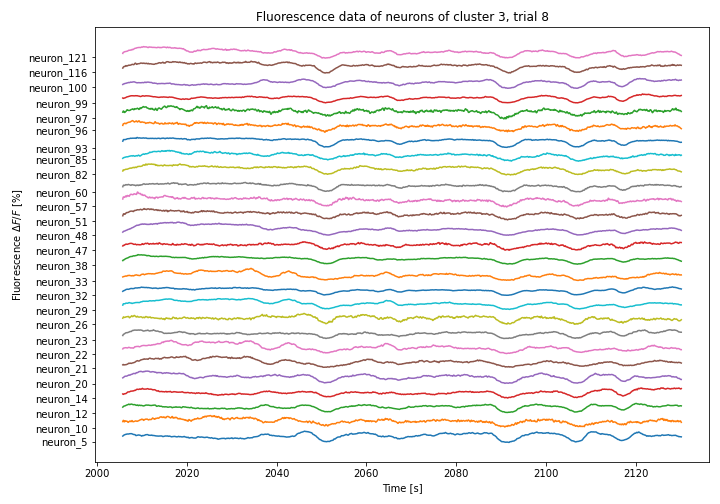 Fluorescence data of neurons of cluster 3, trial 8
Fluorescence ΔF/F [%]
neuron_121
neuron_116
neuron_100
neuron_99
neuron_97
neuron_96
neuron_93
neuron_85
neuron_82
neuron_60
neuron_57
neuron_51
neuron_48
neuron_47
neuron_38
neuron_33
neuron_32
neuron_29
neuron_26
neuron_23
neuron_22
neuron_21
neuron_20
neuron_14
neuron_12
neuron_10
neuron_5
2000 2020 2040 2060 2080 2100 2120
Time [s]